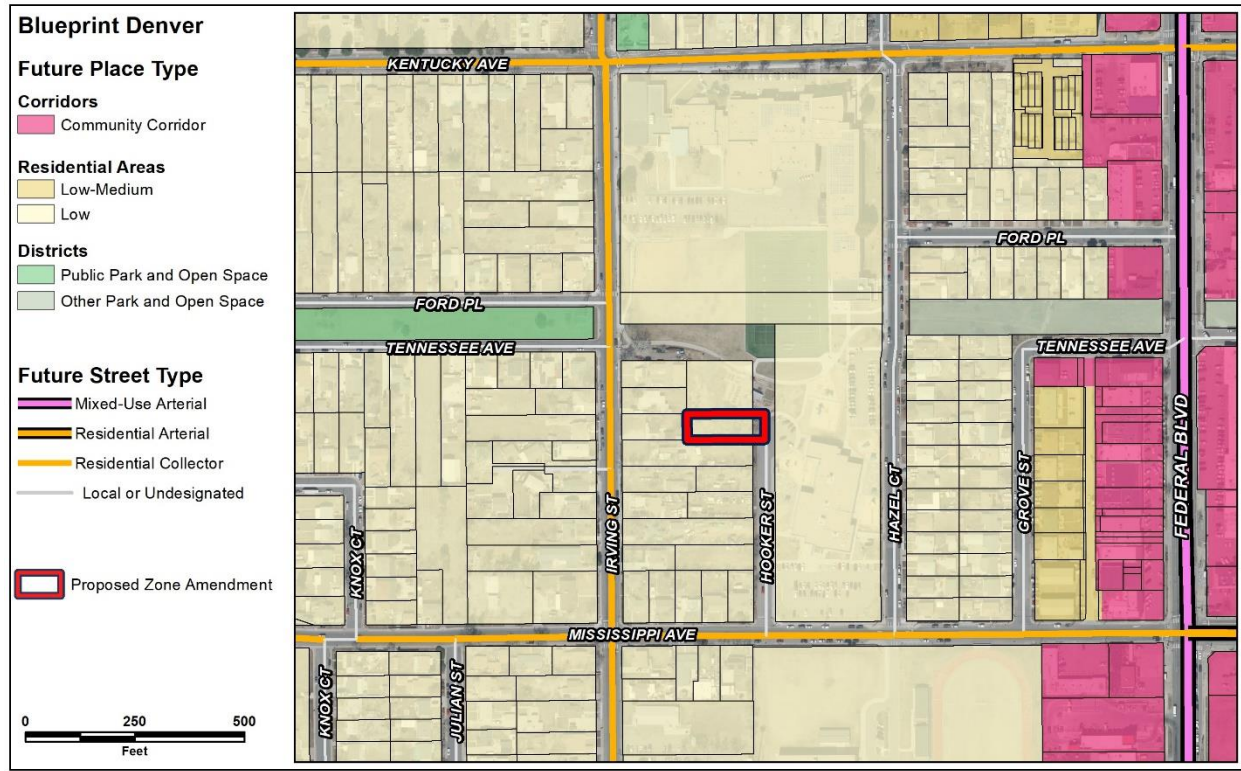 Blueprint Denver
Future Place Type
Corridors
Community Corridor
Residential Areas
Low-Medium
Low
Districts
Public Park and Open Space
Other Park and Open Space
Future Street Type
Mixed-Use Arterial
Residential Arterial
Residential Collector
Local or Undesignated
Proposed Zone Amendment
0 250 500
Feet
KENTUCKY AVE
FORD PL
FORD PL
TENNESSEE AVE
TENNESSEE AVE
KNOX CT
IRVING ST
HOOKER ST
HAZEL CT
GROVE ST
FEDERAL BLVD
MISSISSIPPI AVE
KNOX CT
JULIAN ST